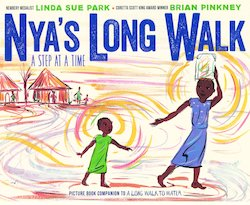 NEWBERY MEDALIST LINDA SUE PARK • CORETTA SCOTT KING AWARD WINNER BRIAN PINKNEY
NYA'S LONG WALK
A STEP AT A TIME
PICTURE BOOK COMPANION TO A LONG WALK TO WATER